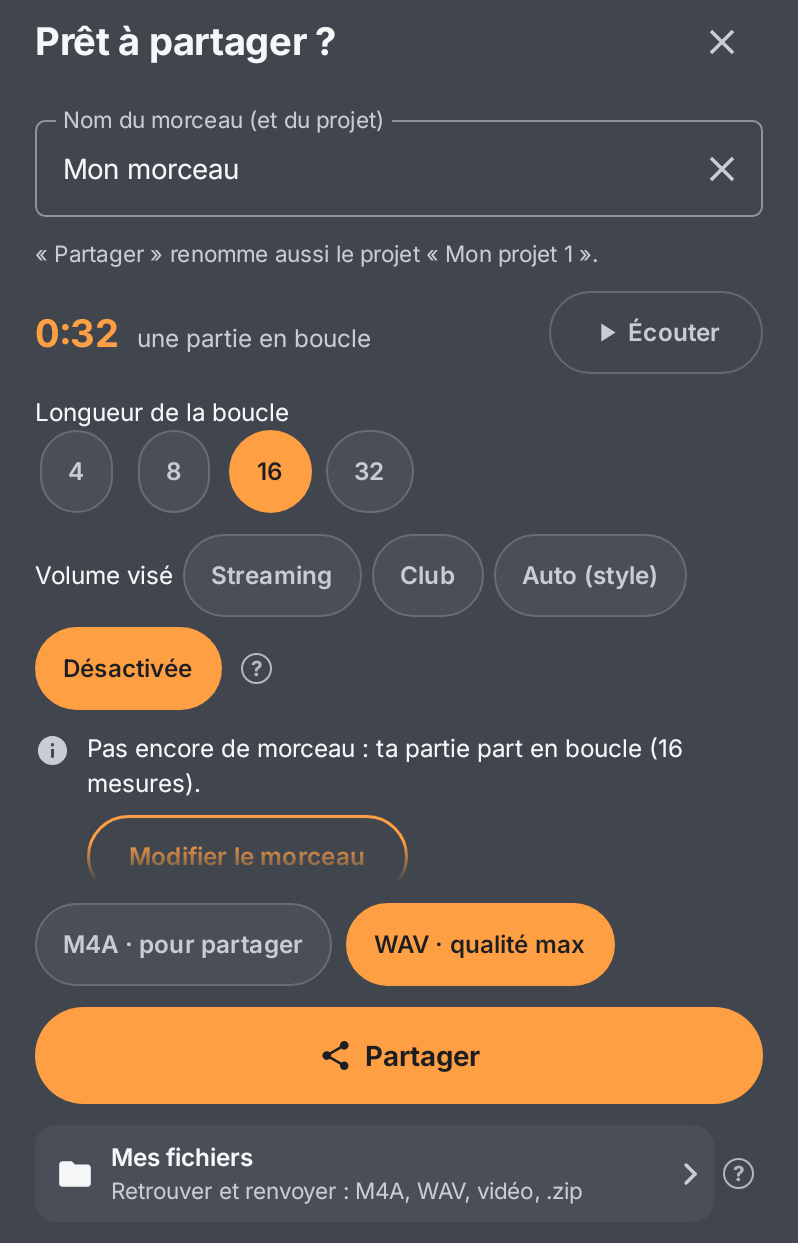 Prêt à partager ?
Nom du morceau (et du projet)
Mon morceau
« Partager » renomme aussi le projet « Mon projet 1 ».
0:32 une partie en boucle
Écouter
Longueur de la boucle
4 8 16 32
Volume visé Streaming Club Auto (style)
Désactivée ?
Pas encore de morceau : ta partie part en boucle (16
mesures).
Modifier le morceau
M4A · pour partager WAV · qualité max
Partager
Mes fichiers
Retrouver et renvoyer : M4A, WAV, vidéo, .zip
?